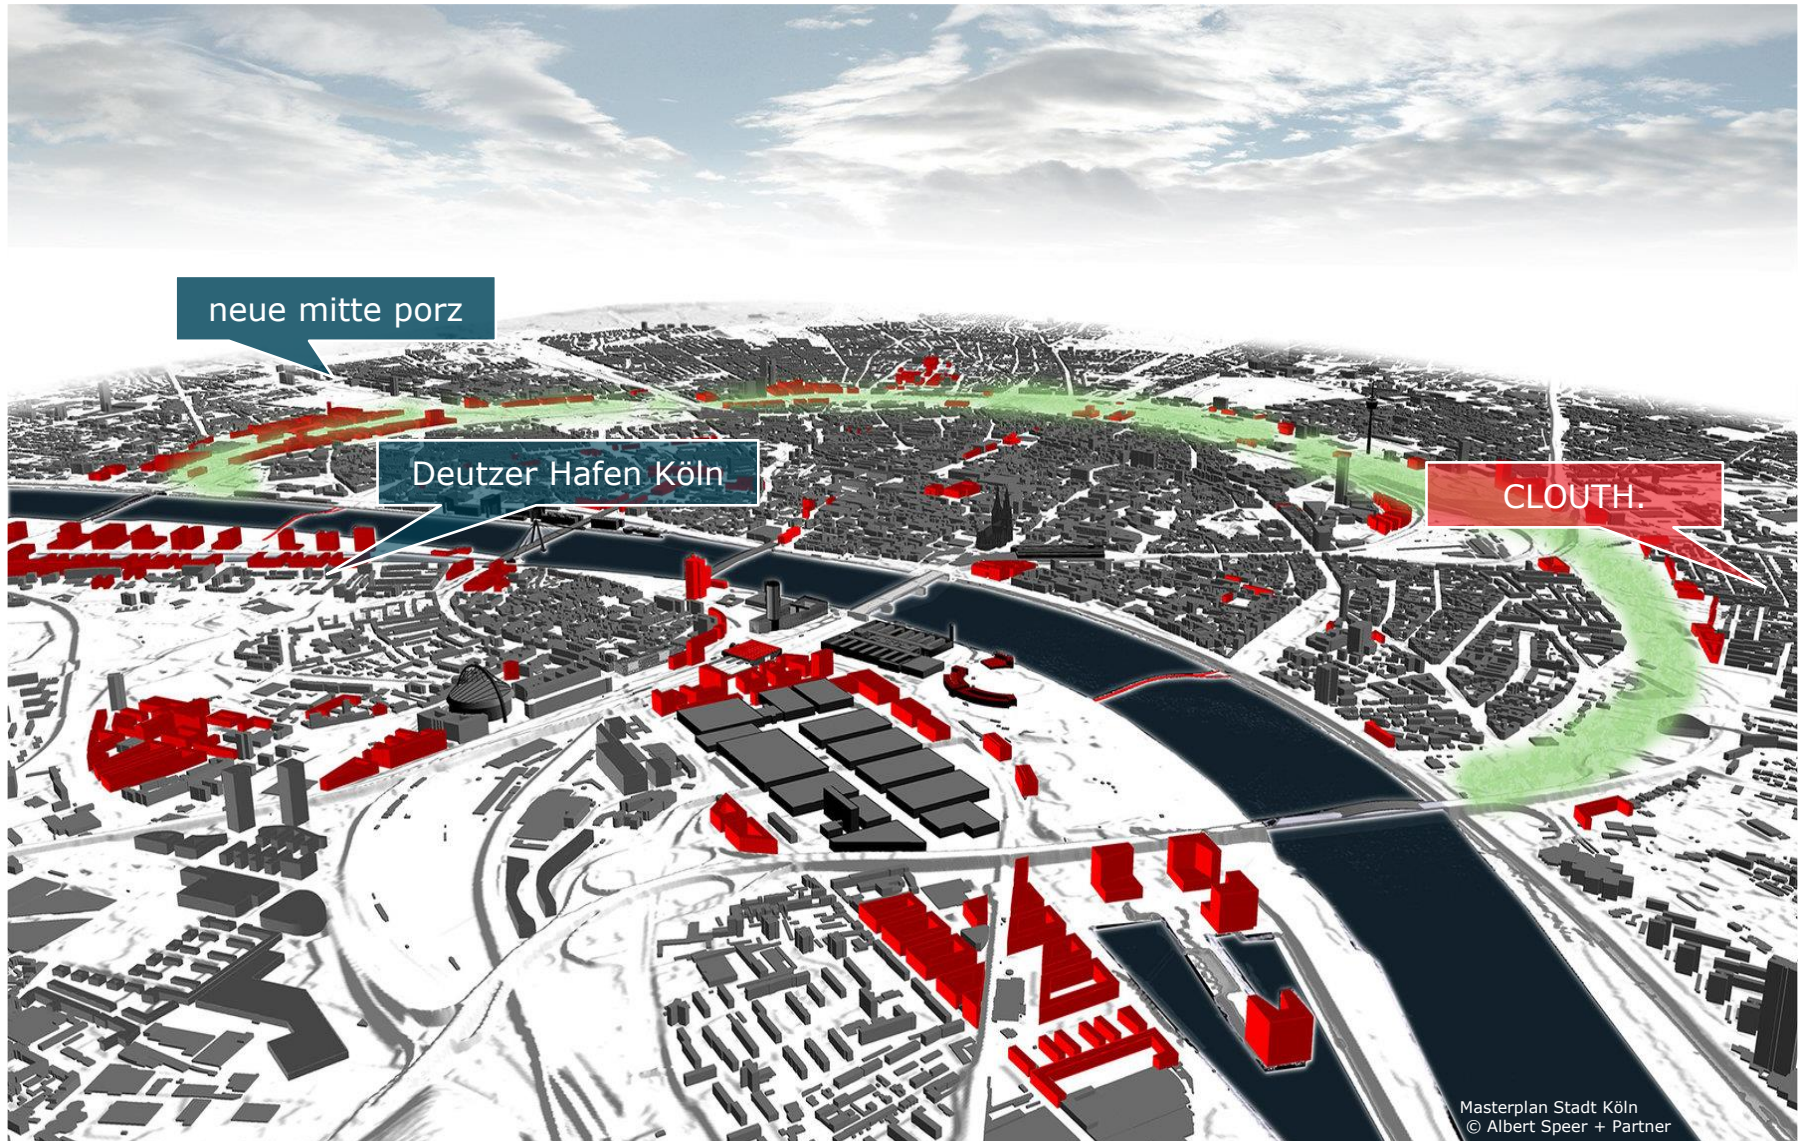 neue mitte porz
Deutzer Hafen Köln
CLOUTH.
Masterplan Stadt Köln
© Albert Speer + Partner